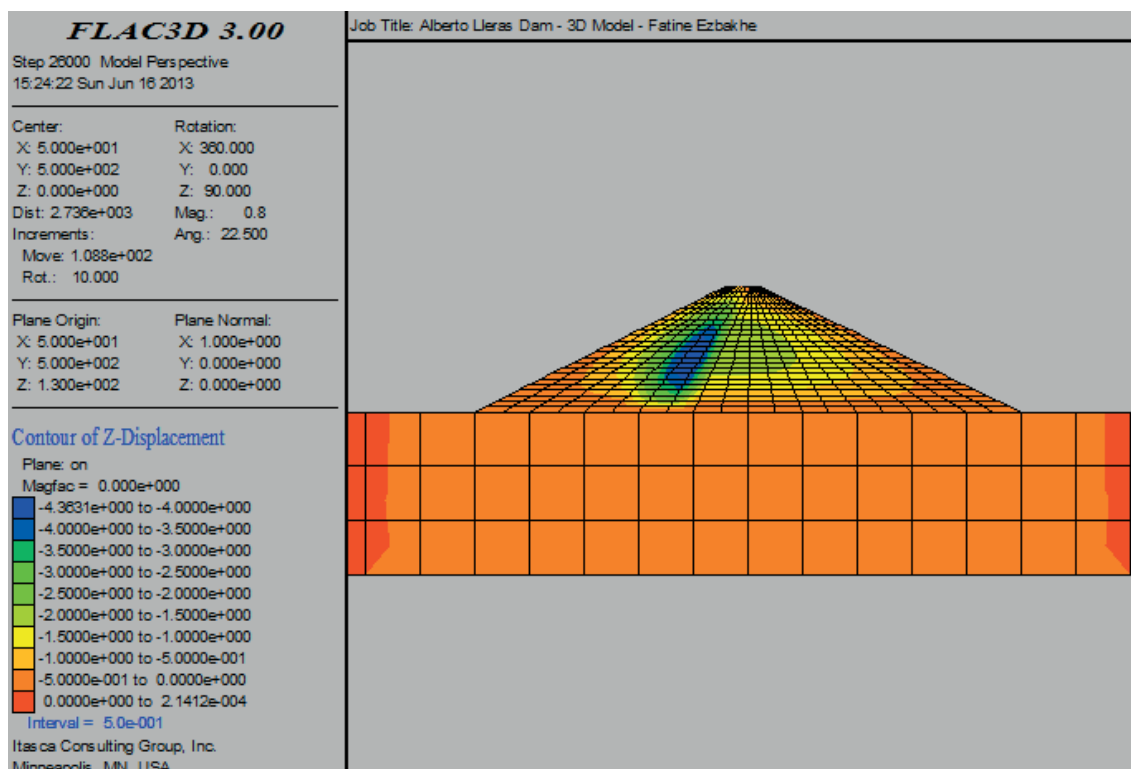 FLAC3D 3.00
Job Title: Alberto Lleras Dam - 3D Model - Fatine Ezbakhe
Step 26000 Model Perspective
15:24:22 Sun Jun 16 2013
Center:
X: 5.000e+001
Y: 5.000e+002
Z: 0.000e+000
Dist: 2.736e+003
Increments:
Move: 1.088e+002
Rot.: 10.000
Rotation:
X: 360.000
Y: 0.000
Z: 90.000
Mag.: 0.8
Ang.: 22.500
Plane Origin:
X: 5.000e+001
Y: 5.000e+002
Z: 1.300e+002
Plane Normal:
X: 1.000e+000
Y: 0.000e+000
Z: 0.000e+000
Contour of Z-Displacement
Plane: on
Magfac = 0.000e+000
-4.3631e+000 to -4.0000e+000
-4.0000e+000 to -3.5000e+000
-3.5000e+000 to -3.0000e+000
-3.0000e+000 to -2.5000e+000
-2.5000e+000 to -2.0000e+000
-2.0000e+000 to -1.5000e+000
-1.5000e+000 to -1.0000e+000
-1.0000e+000 to -5.0000e-001
-5.0000e-001 to 0.0000e+000
0.0000e+000 to 2.1412e-004
Interval = 5.0e-001
Itasca Consulting Group, Inc.
Minneapolis, MN USA